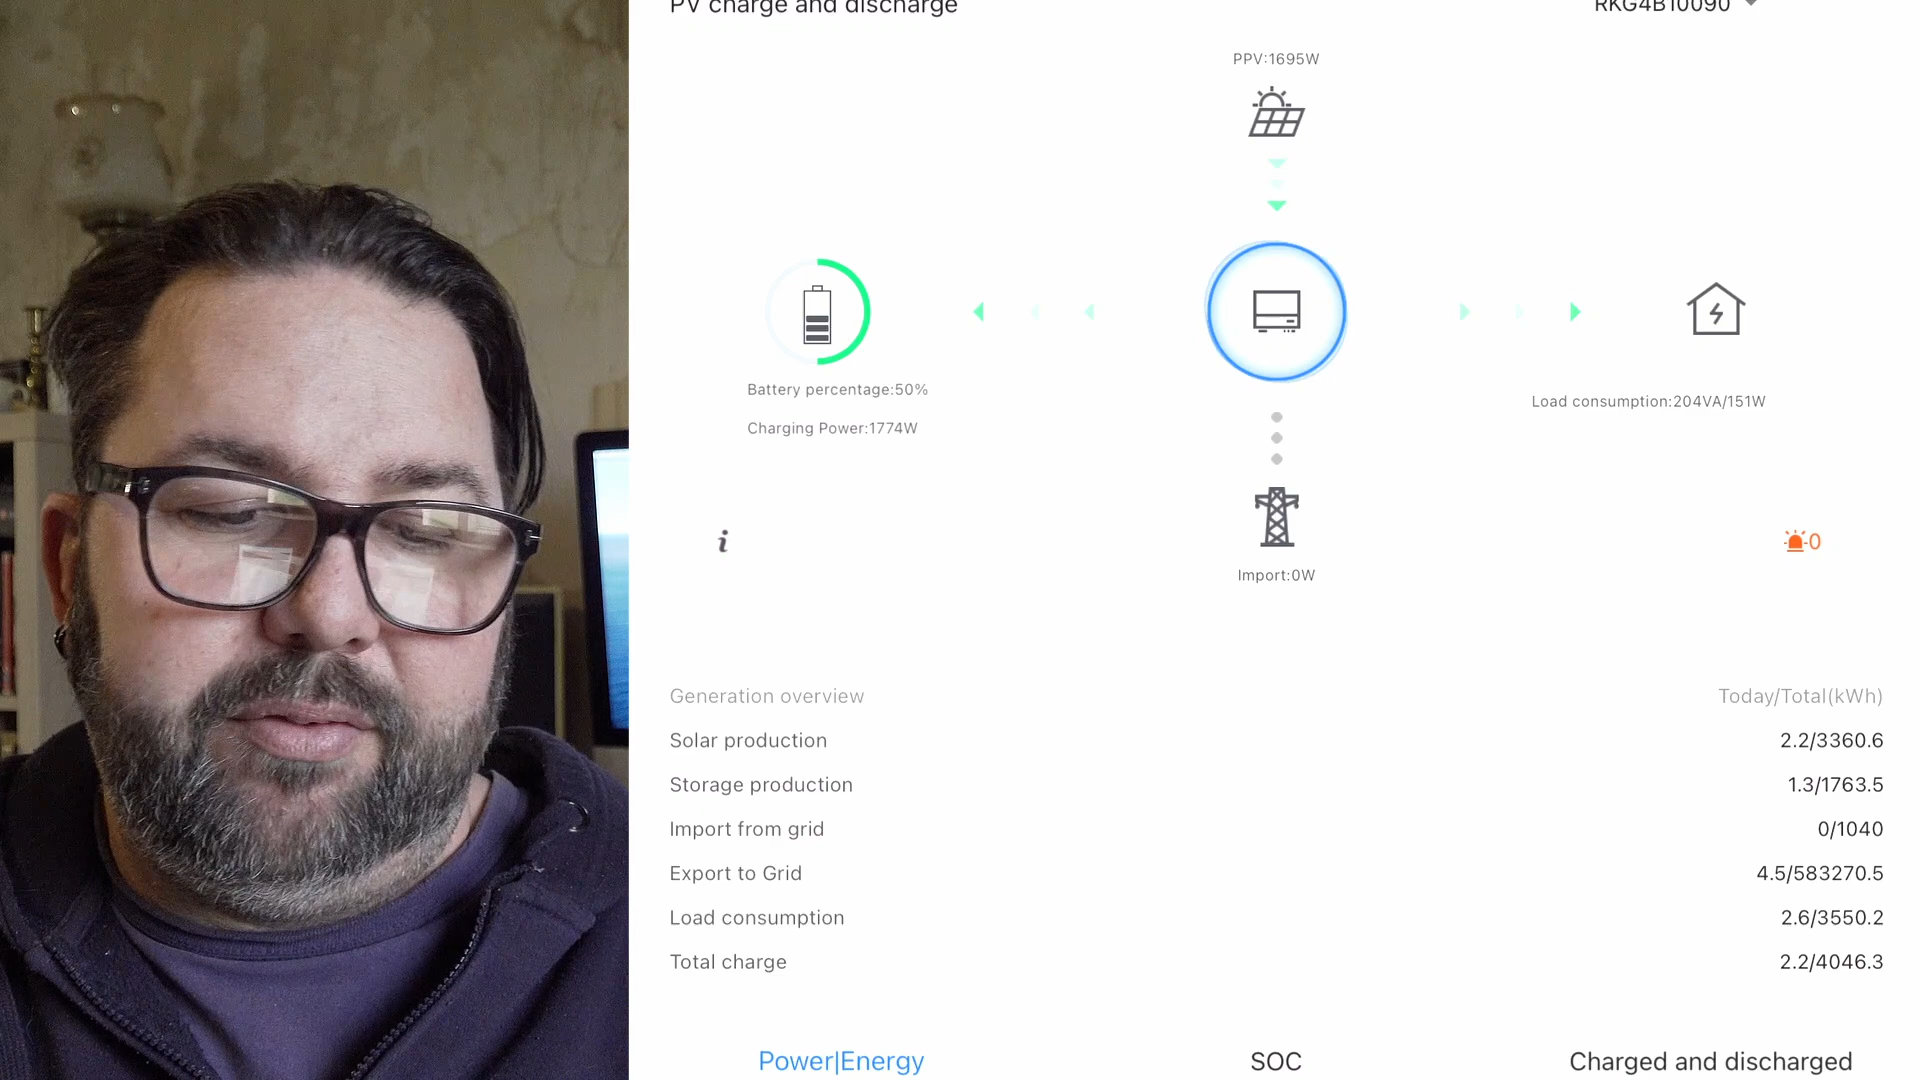 PV charge and discharge
RKG4B10090
PPV:1695W
Battery percentage:50%
Charging Power:1774W
Load consumption:204VA/151W
i
0
Import:0W
Generation overview
Today/Total(kWh)
Solar production
2.2/3360.6
Storage production
1.3/1763.5
Import from grid
0/1040
Export to Grid
4.5/583270.5
Load consumption
2.6/3550.2
Total charge
2.2/4046.3
Power|Energy
SOC
Charged and discharged